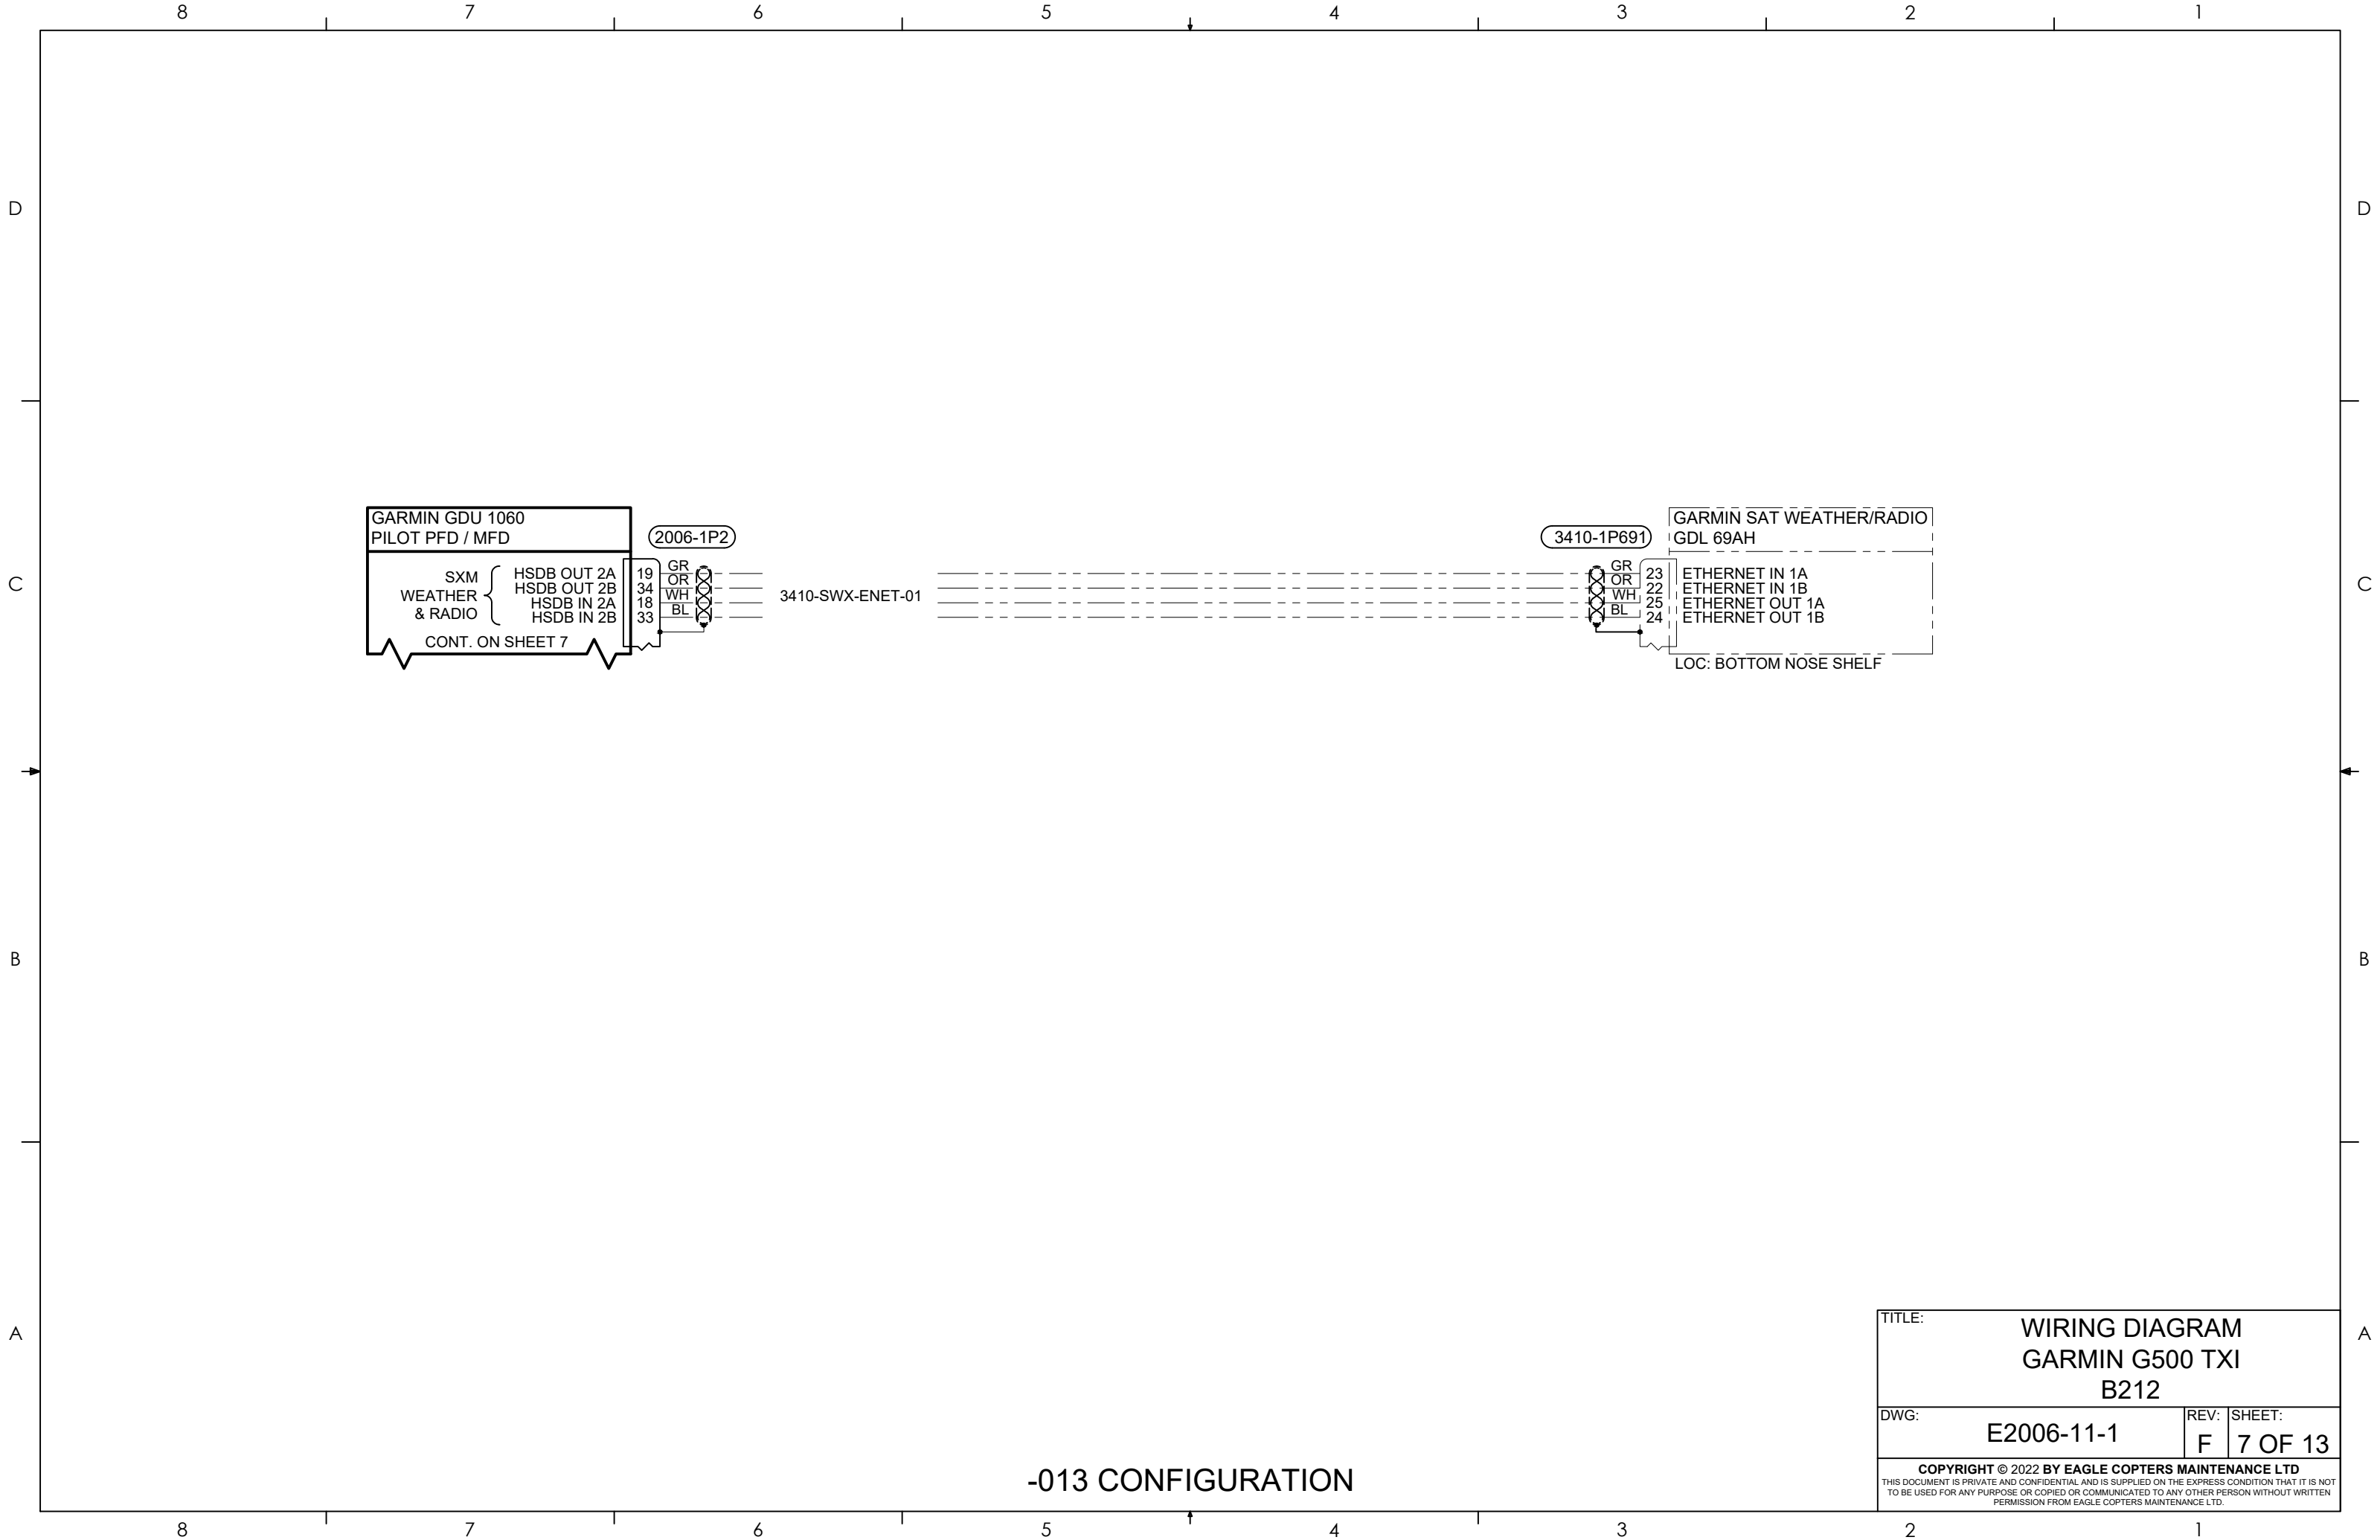 8 7 6 5 4 3 2 1
D D
C C
B B
A A
GARMIN GDU 1060
PILOT PFD / MFD
2006-1P2
SXM
WEATHER
& RADIO
HSDB OUT 2A 19 GR
HSDB OUT 2B 34 OR
HSDB IN 2A 18 WH
HSDB IN 2B 33 BL
CONT. ON SHEET 7
3410-SWX-ENET-01
3410-1P691
GARMIN SAT WEATHER/RADIO
GDL 69AH
GR 23 ETHERNET IN 1A
OR 22 ETHERNET IN 1B
WH 25 ETHERNET OUT 1A
BL 24 ETHERNET OUT 1B
LOC: BOTTOM NOSE SHELF
-013 CONFIGURATION
TITLE:
WIRING DIAGRAM
GARMIN G500 TXI
B212
DWG:
E2006-11-1
REV:
F
SHEET:
7 OF 13
COPYRIGHT © 2022 BY EAGLE COPTERS MAINTENANCE LTD
THIS DOCUMENT IS PRIVATE AND CONFIDENTIAL AND IS SUPPLIED ON THE EXPRESS CONDITION THAT IT IS NOT
TO BE USED FOR ANY PURPOSE OR COPIED OR COMMUNICATED TO ANY OTHER PERSON WITHOUT WRITTEN
PERMISSION FROM EAGLE COPTERS MAINTENANCE LTD.
8 7 6 5 4 3 2 1